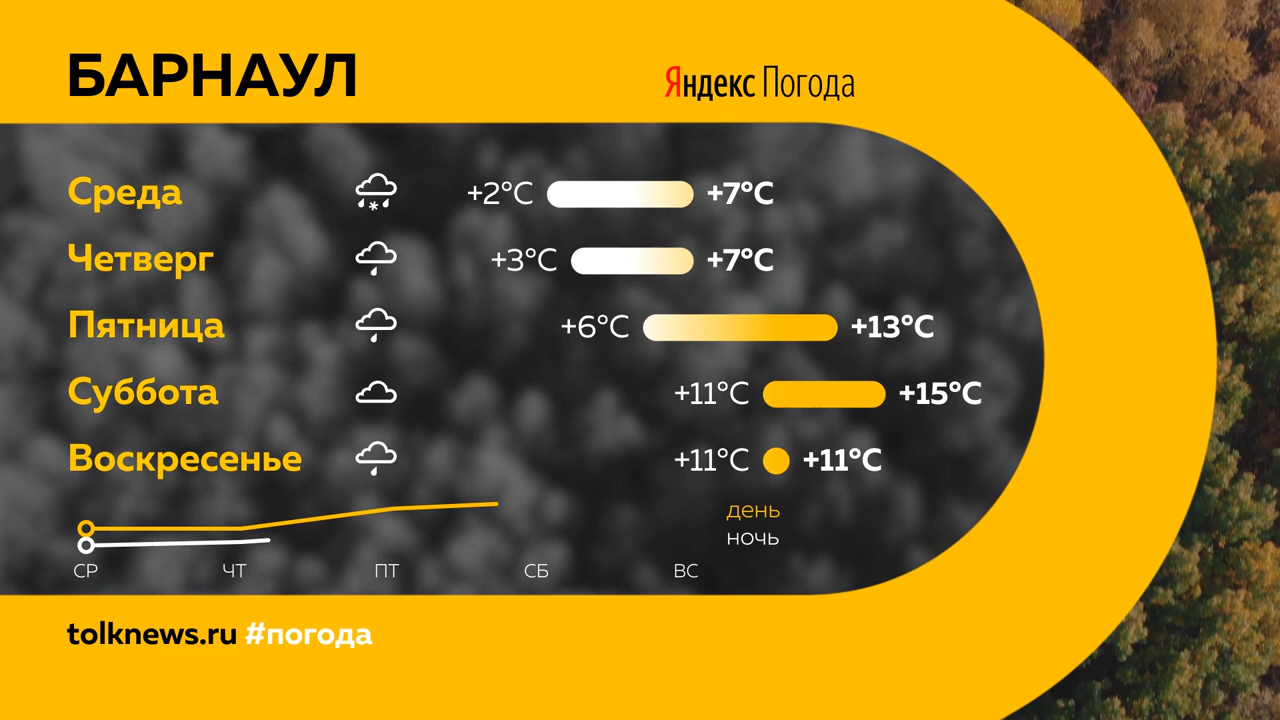 БАРНАУЛ
Яндекс Погода
Среда +2°C +7°C
Четверг +3°C +7°C
Пятница +6°C +13°C
Суббота +11°C +15°C
Воскресенье +11°C +11°C
день
ночь
СР ЧТ ПТ СБ ВС
tolknews.ru #погода